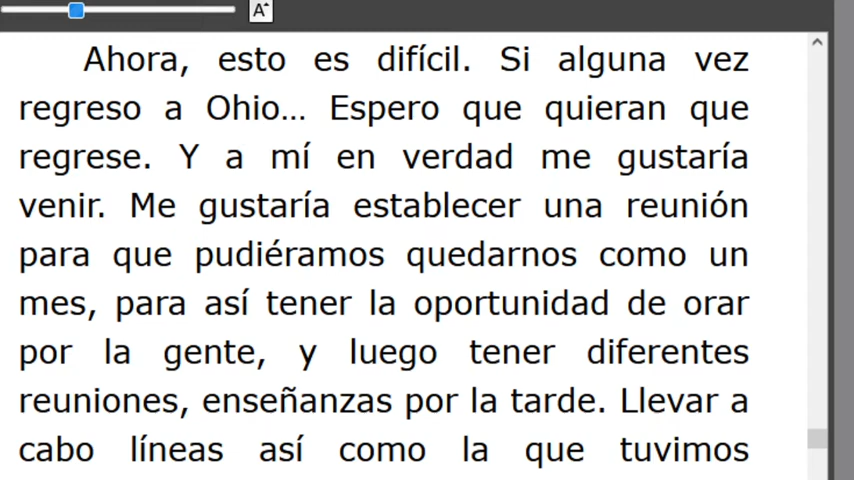 A
Ahora, esto es difícil. Si alguna vez
regreso a Ohio... Espero que quieran que
regrese. Y a mí en verdad me gustaría
venir. Me gustaría establecer una reunión
para que pudiéramos quedarnos como un
mes, para así tener la oportunidad de orar
por la gente, y luego tener diferentes
reuniones, enseñanzas por la tarde. Llevar a
cabo líneas así como la que tuvimos